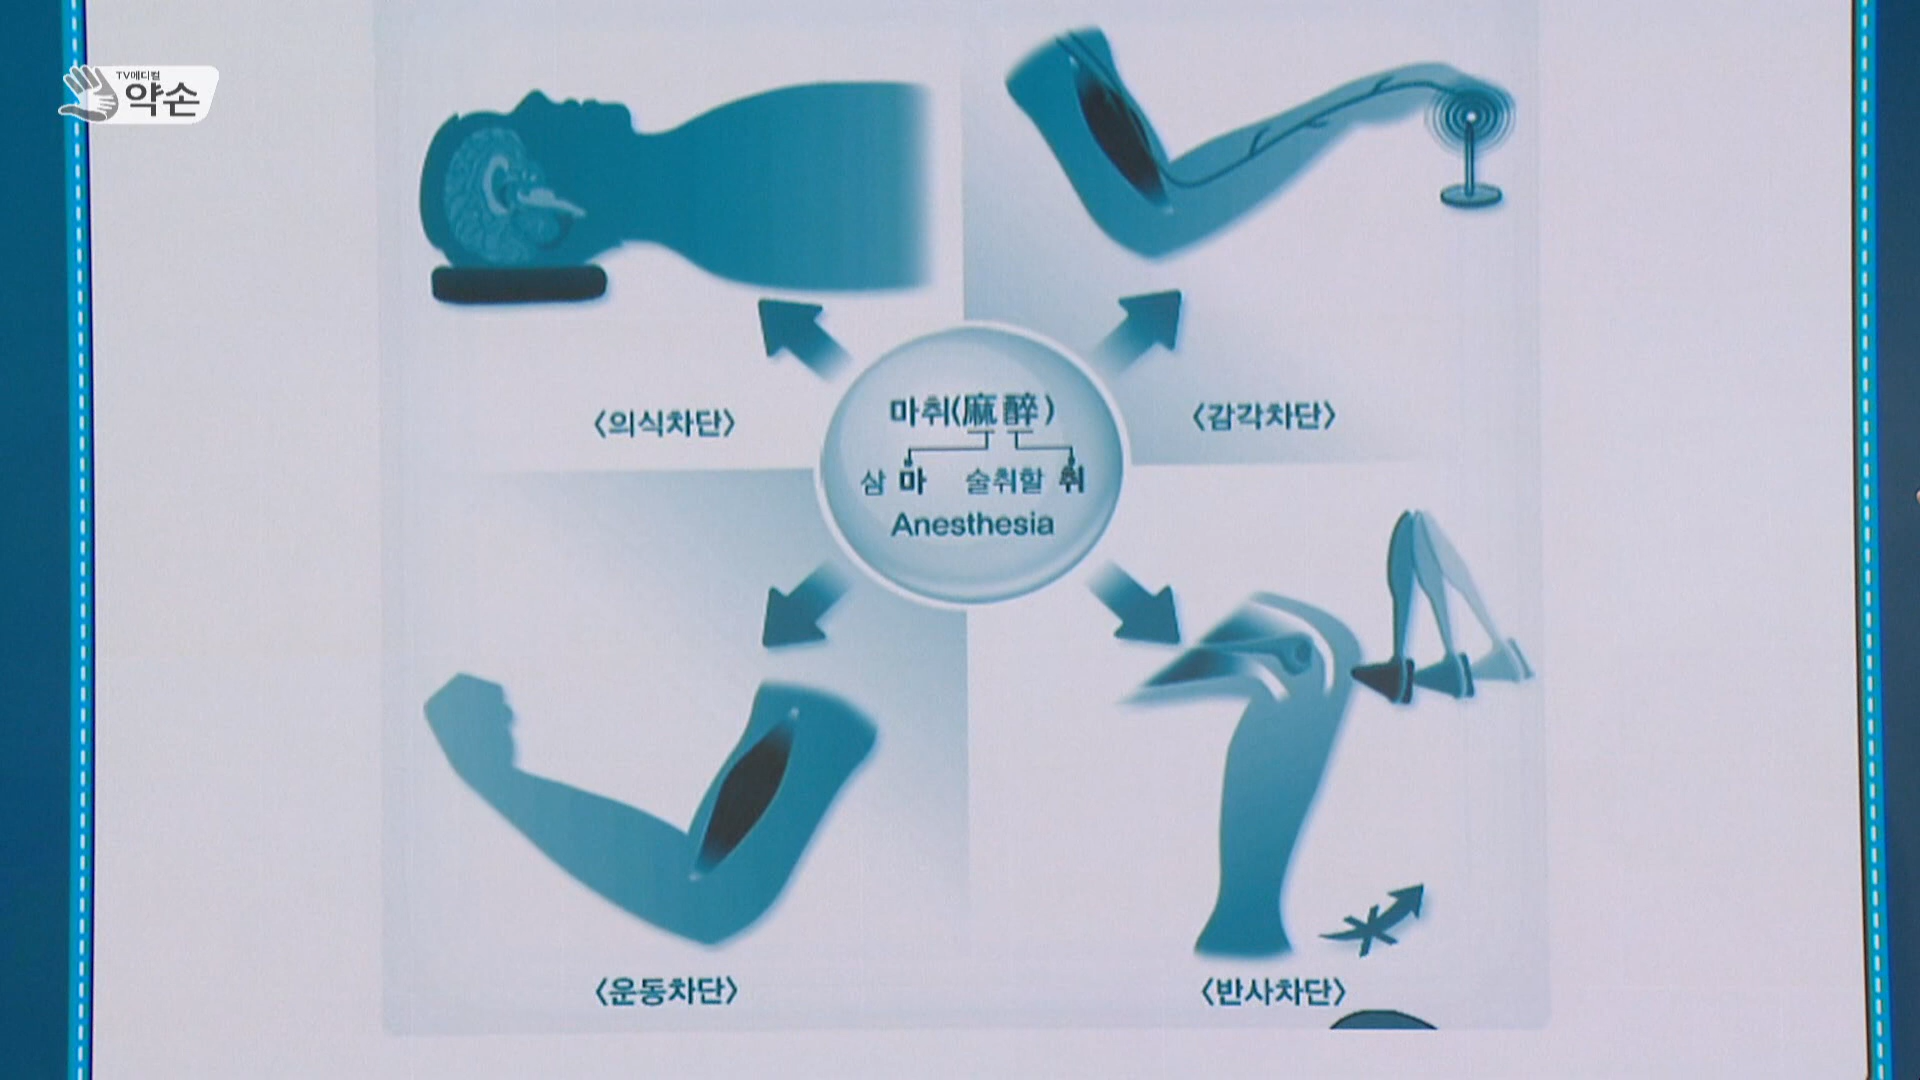 TV메디컬
약손
<의식차단>
<감각차단>
마취(麻醉)
삼 마 술취할 취
Anesthesia
<운동차단>
<반사차단>